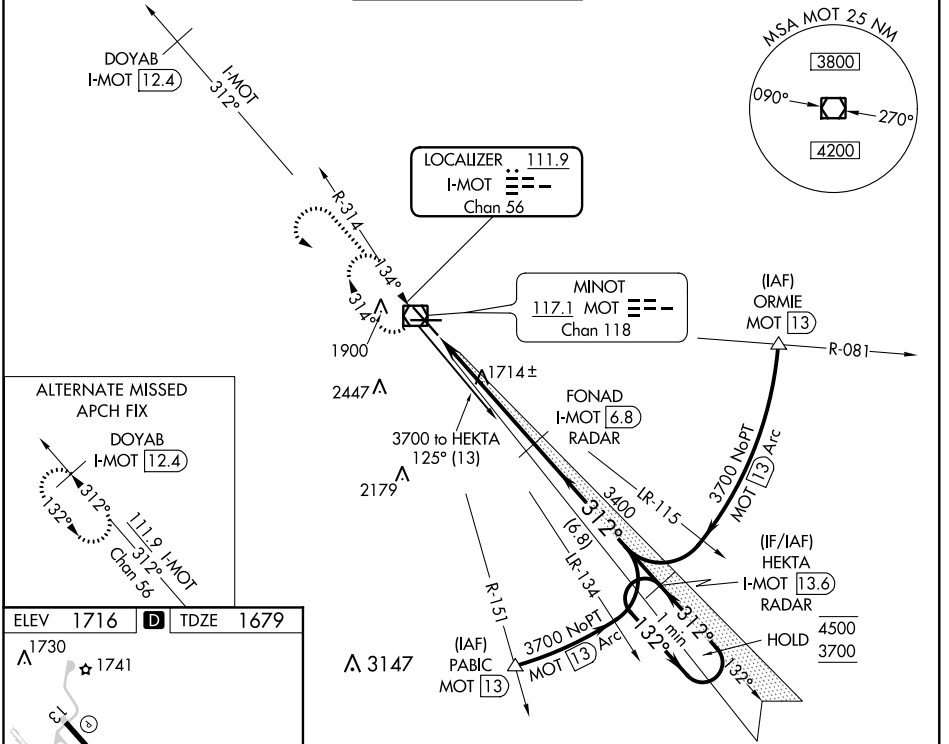 DOYAB
I-MOT 12.4
I-MOT
312°
MSA MOT 25 NM
3800
090°
270°
4200
LOCALIZER 111.9
I-MOT
Chan 56
R-314
134°
314°
MINOT
117.1 MOT
Chan 118
(IAF)
ORMIE
MOT 13
R-081
1900
2447
1714±
FONAD
I-MOT 6.8
RADAR
3700 to HEKTA
125° (13)
2179
ALTERNATE MISSED
APCH FIX
DOYAB
I-MOT 12.4
312°
132°
111.9 I-MOT
312°
Chan 56
3700 NoPT
MOT 13 Arc
LR-115
3400
312°
(6.8)
LR-134
R-151
(IF/IAF)
HEKTA
I-MOT 13.6
RADAR
HOLD 4500
3700
1 min
312°
132°
132°
3700 NoPT
MOT 13 Arc
(IAF)
PABIC
MOT 13
3147
ELEV 1716 D TDZE 1679
1730
1741
13
P